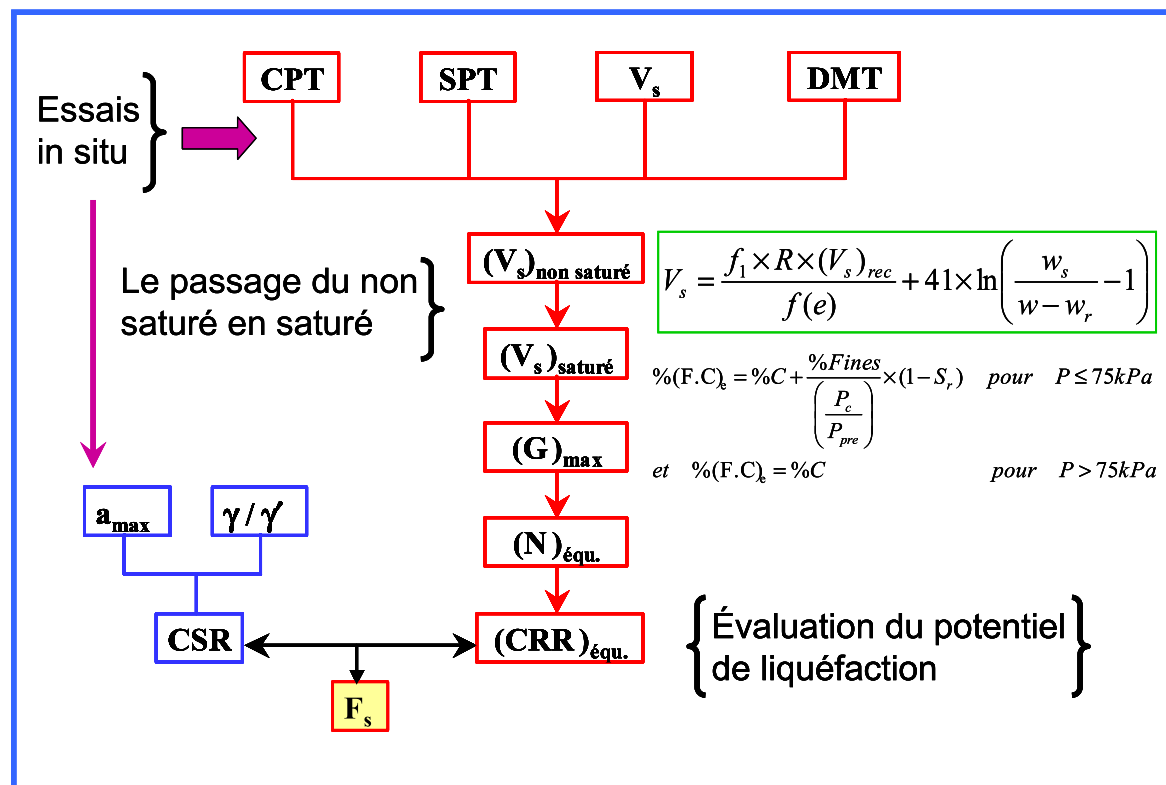 CPT
SPT
Vs
DMT
Essais
in situ
(Vs)non saturé
Vs = f1 × R × (Vs)rec / f(e) + 41 × ln(ws / (w − wr) − 1)
Le passage du non
saturé en saturé
(Vs)saturé
%(F.C)e = %C + %Fines / (Pc / Ppre) × (1 − Sr) pour P ≤ 75kPa
(G)max
et %(F.C)e = %C pour P > 75kPa
amax
γ / γ'
(N)équ.
CSR
(CRR)équ.
Évaluation du potentiel
de liquéfaction
Fs